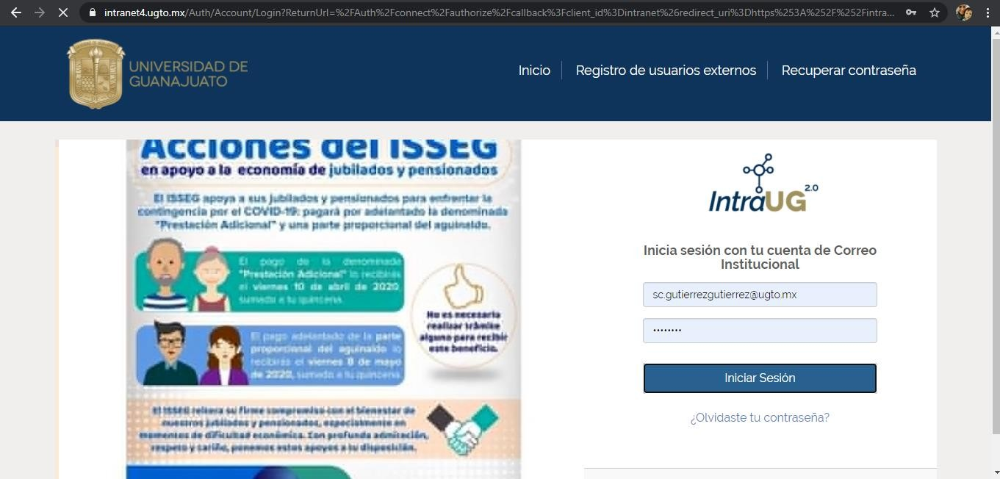 intranet4.ugto.mx/Auth/Account/Login?ReturnUrl=%2FAuth%2Fconnect%2Fauthorize%2Fcallback%3Fclient_id%3Dintranet%26redirect_uri%3Dhttps%253A%252F%252Fintra...
UNIVERSIDAD DE
GUANAJUATO
Inicio
Registro de usuarios externos
Recuperar contraseña
Acciones del ISSEG
en apoyo a la economía de jubilados y pensionados
El ISSEG apoya a sus jubilados y pensionados para enfrentar la
contingencia por el COVID-19: pagará por adelantado la denominada
"Prestación Adicional" y una parte proporcional del aguinaldo.
El pago de la denominada
"Prestación Adicional" lo recibirás
el viernes 10 de abril de 2020
sumado a tu quincena.
No es necesario
realizar trámite
alguno para recibir
este beneficio.
El pago adelantado de la parte
proporcional del aguinaldo lo
recibirás el viernes 8 de mayo
de 2020, sumado a tu quincena.
El ISSEG reitera su firme compromiso con el bienestar de
nuestros jubilados y pensionados, especialmente en
momentos de dificultad económica. Con profunda admiración,
respeto y cariño, ponemos estos apoyos a tu disposición.
IntraUG 2.0
Inicia sesión con tu cuenta de Correo
Institucional
sc.gutierrezgutierrez@ugto.mx
••••••••
Iniciar Sesión
¿Olvidaste tu contraseña?